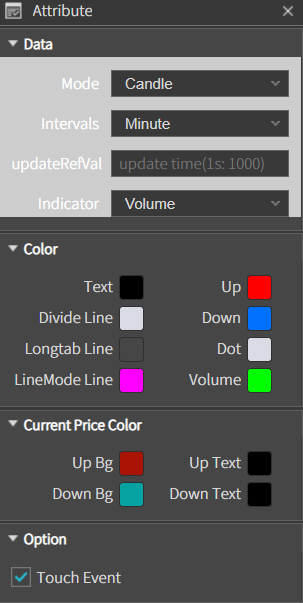 Attribute
Data
Mode Candle
Intervals Minute
updateRefVal update time(1s: 1000)
Indicator Volume
Color
Text Up
Divide Line Down
Longtab Line Dot
LineMode Line Volume
Current Price Color
Up Bg Up Text
Down Bg Down Text
Option
Touch Event